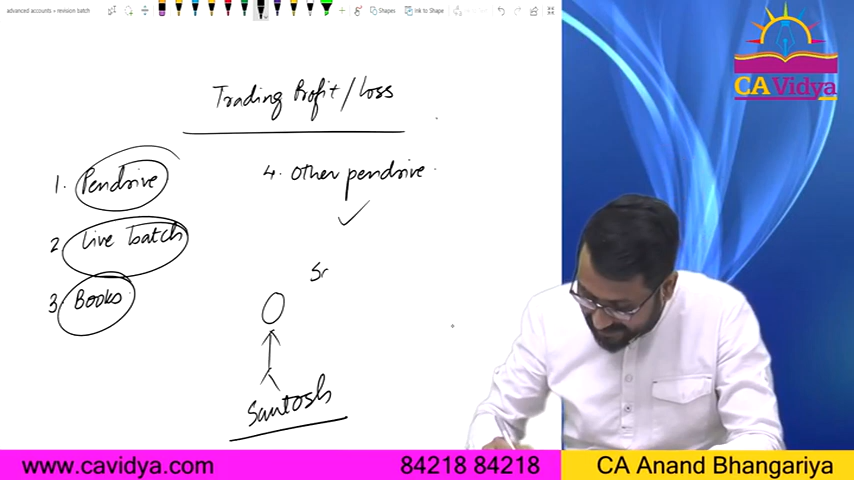 advanced accounts + revision batch
Shapes
Ink to Shape
CA Vidya
Trading Profit/Loss
1. Pendrive
4. Other pendrive
2 Live batch
3. Books
Sr
Santosh
www.cavidya.com
84218 84218
CA Anand Bhangariya